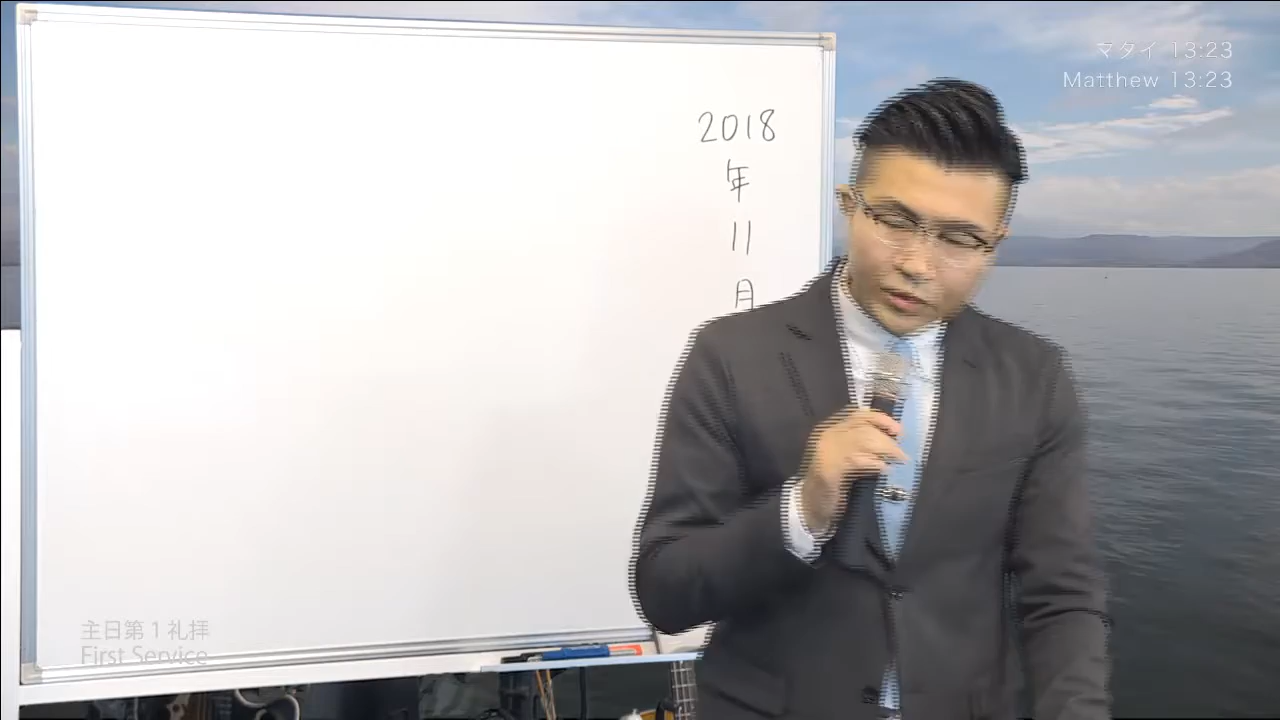 マタイ 13:23
Matthew 13:23
2018
年
11
月
主日第1礼拝
First Service